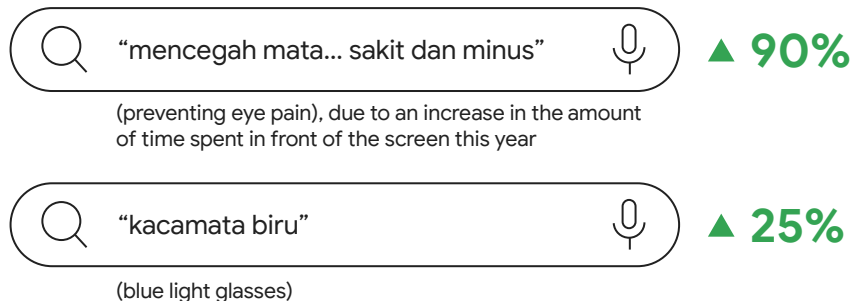 “mencegah mata... sakit dan minus”
▲ 90%
(preventing eye pain), due to an increase in the amount
of time spent in front of the screen this year
“kacamata biru”
▲ 25%
(blue light glasses)